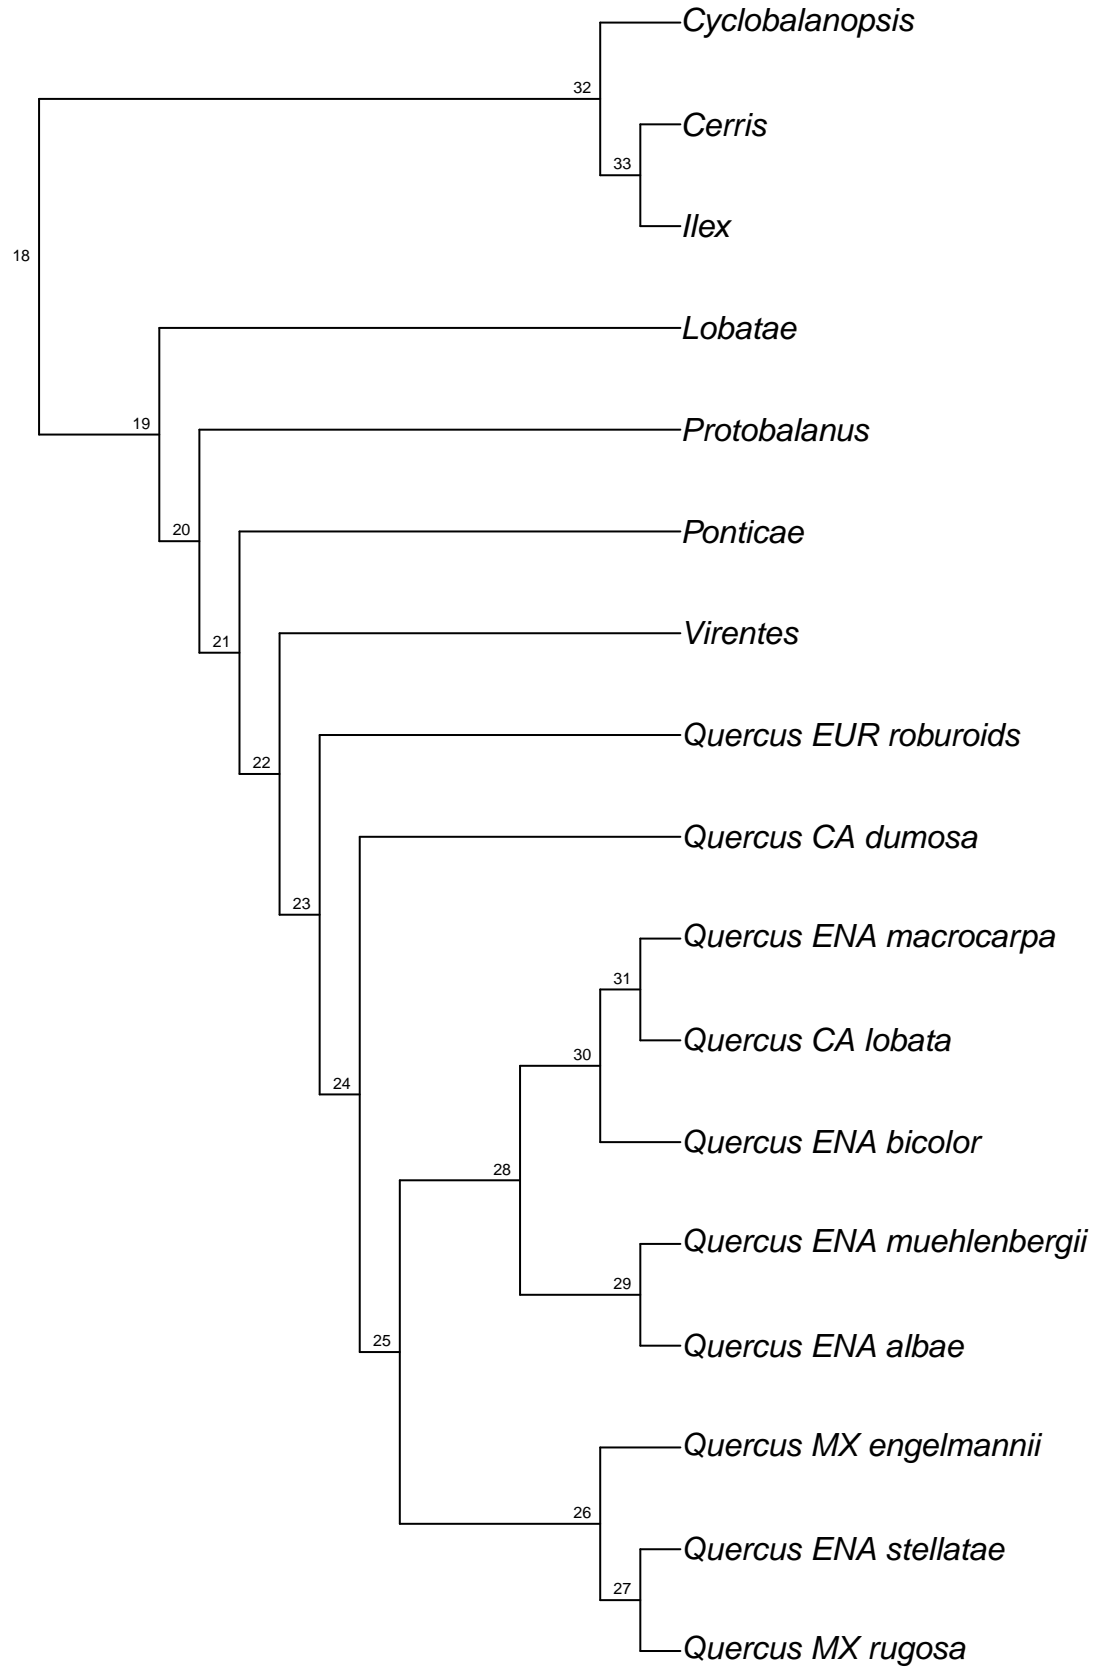 Cyclobalanopsis
32
Cerris
33
Ilex
18
Lobatae
19
Protobalanus
20
Ponticae
21
Virentes
22
Quercus EUR roburoids
23
Quercus CA dumosa
24
Quercus ENA macrocarpa
31
Quercus CA lobata
30
Quercus ENA bicolor
28
Quercus ENA muehlenbergii
29
Quercus ENA albae
25
Quercus MX engelmannii
26
Quercus ENA stellatae
27
Quercus MX rugosa